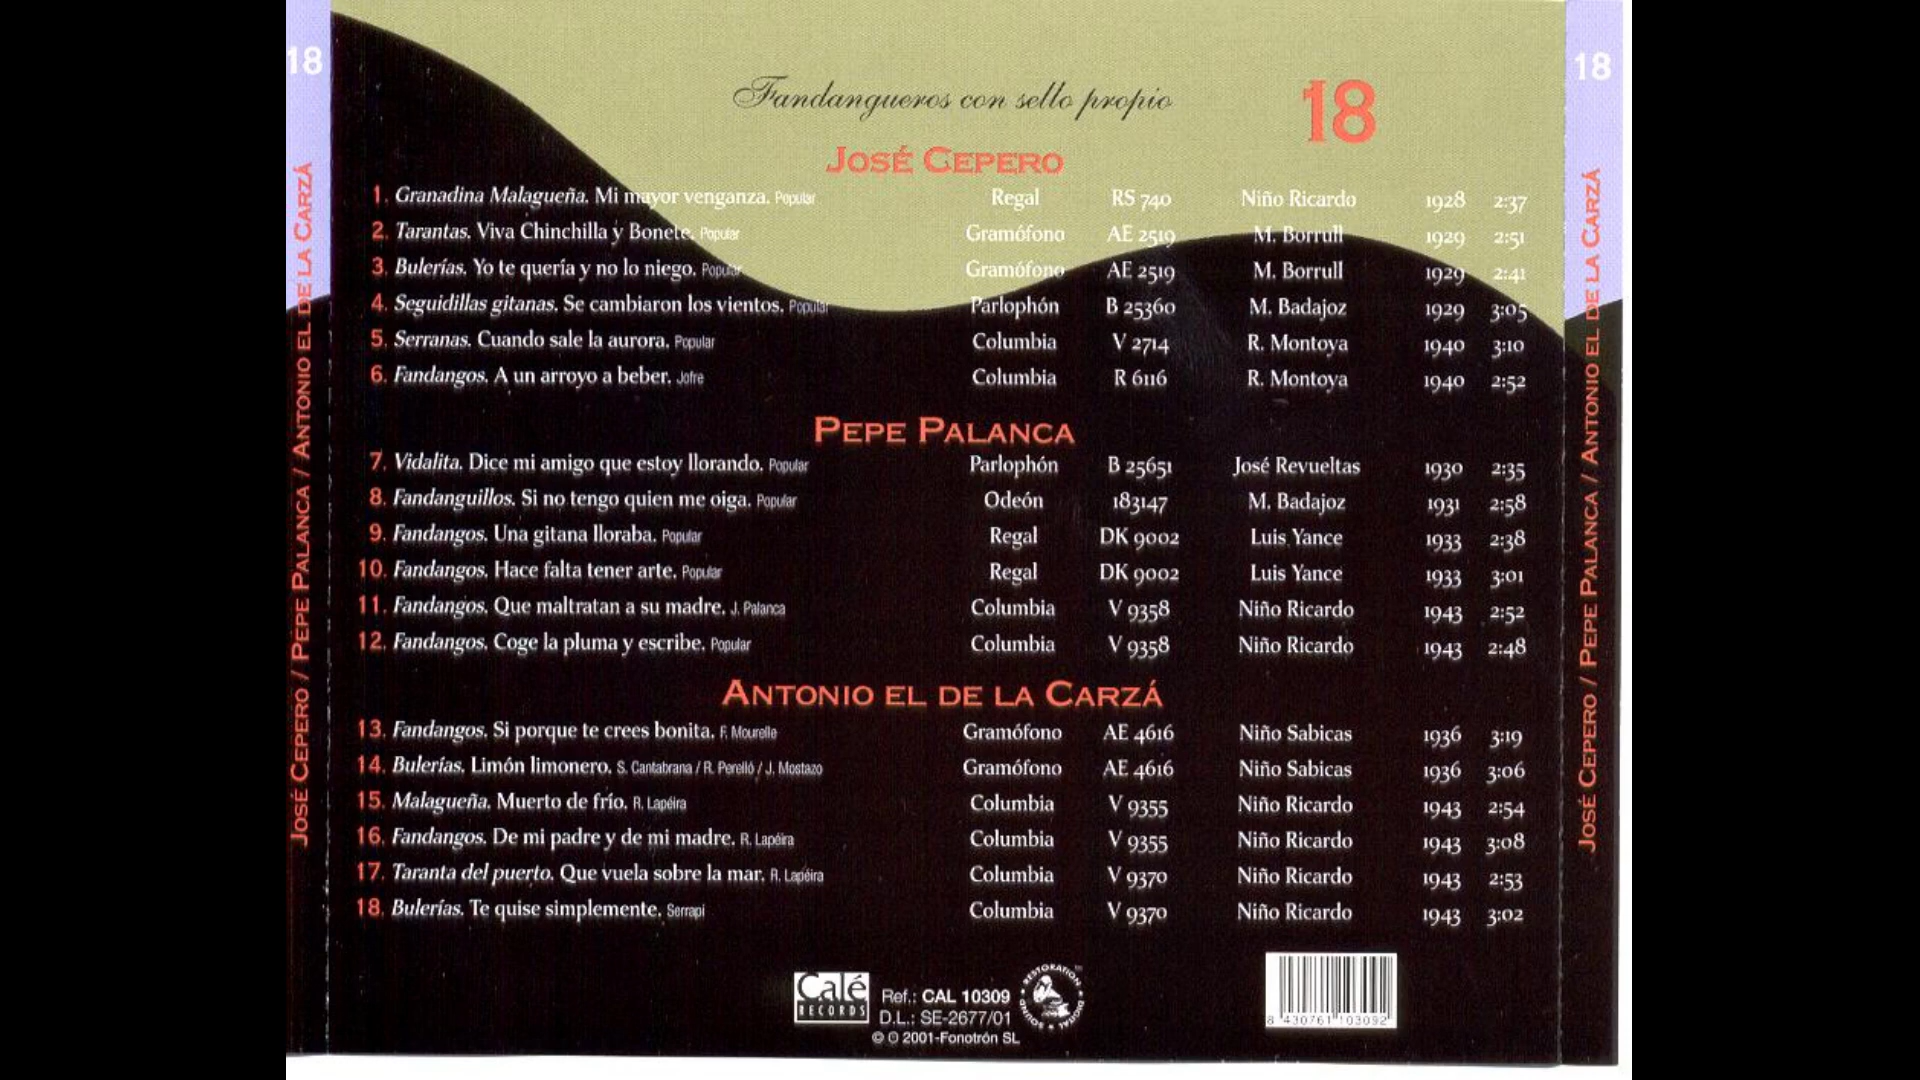 18
18
Fandangueros con sello propio
18
JOSÉ CEPERO
1. Granadina Malagueña. Mi mayor venganza. Popular Regal RS 740 Niño Ricardo 1928 2:37
2. Tarantas. Viva Chinchilla y Bonete. Popular Gramófono AE 2519 M. Borrull 1929 2:51
3. Bulerías. Yo te quería y no lo niego. Popular Gramófono AE 2519 M. Borrull 1929 2:41
4. Seguidillas gitanas. Se cambiaron los vientos. Popular Parlophón B 25360 M. Badajoz 1929 3:05
5. Serranas. Cuando sale la aurora. Popular Columbia V 2714 R. Montoya 1940 3:10
6. Fandangos. A un arroyo a beber. Jofre Columbia R 6116 R. Montoya 1940 2:52
PEPE PALANCA
7. Vidalita. Dice mi amigo que estoy llorando. Popular Parlophón B 25651 José Revueltas 1930 2:35
8. Fandanguillos. Si no tengo quien me oiga. Popular Odeón 183147 M. Badajoz 1931 2:58
9. Fandangos. Una gitana lloraba. Popular Regal DK 9002 Luis Yance 1933 2:38
10. Fandangos. Hace falta tener arte. Popular Regal DK 9002 Luis Yance 1933 3:01
11. Fandangos. Que maltratan a su madre. J. Palanca Columbia V 9358 Niño Ricardo 1943 2:52
12. Fandangos. Coge la pluma y escribe. Popular Columbia V 9358 Niño Ricardo 1943 2:48
ANTONIO EL DE LA CARZÁ
13. Fandangos. Si porque te crees bonita. F. Mourelle Gramófono AE 4616 Niño Sabicas 1936 3:19
14. Bulerías. Limón limonero. S. Cantabrana / R. Perelló / J. Mostazo Gramófono AE 4616 Niño Sabicas 1936 3:06
15. Malagueña. Muerto de frío. R. Lapéira Columbia V 9355 Niño Ricardo 1943 2:54
16. Fandangos. De mi padre y de mi madre. R. Lapéira Columbia V 9355 Niño Ricardo 1943 3:08
17. Taranta del puerto. Que vuela sobre la mar. R. Lapéira Columbia V 9370 Niño Ricardo 1943 2:53
18. Bulerías. Te quise simplemente. Serrapi Columbia V 9370 Niño Ricardo 1943 3:02
JOSÉ CEPERO / PEPE PALANCA / ANTONIO EL DE LA CARZÁ
JOSÉ CEPERO / PEPE PALANCA / ANTONIO EL DE LA CARZÁ
Calé
RECORDS
Ref.: CAL 10309
D.L.: SE-2677/01
© ℗ 2001-Fonotrón SL
RESTORATION DIGITAL SOUND
8 430761 103092